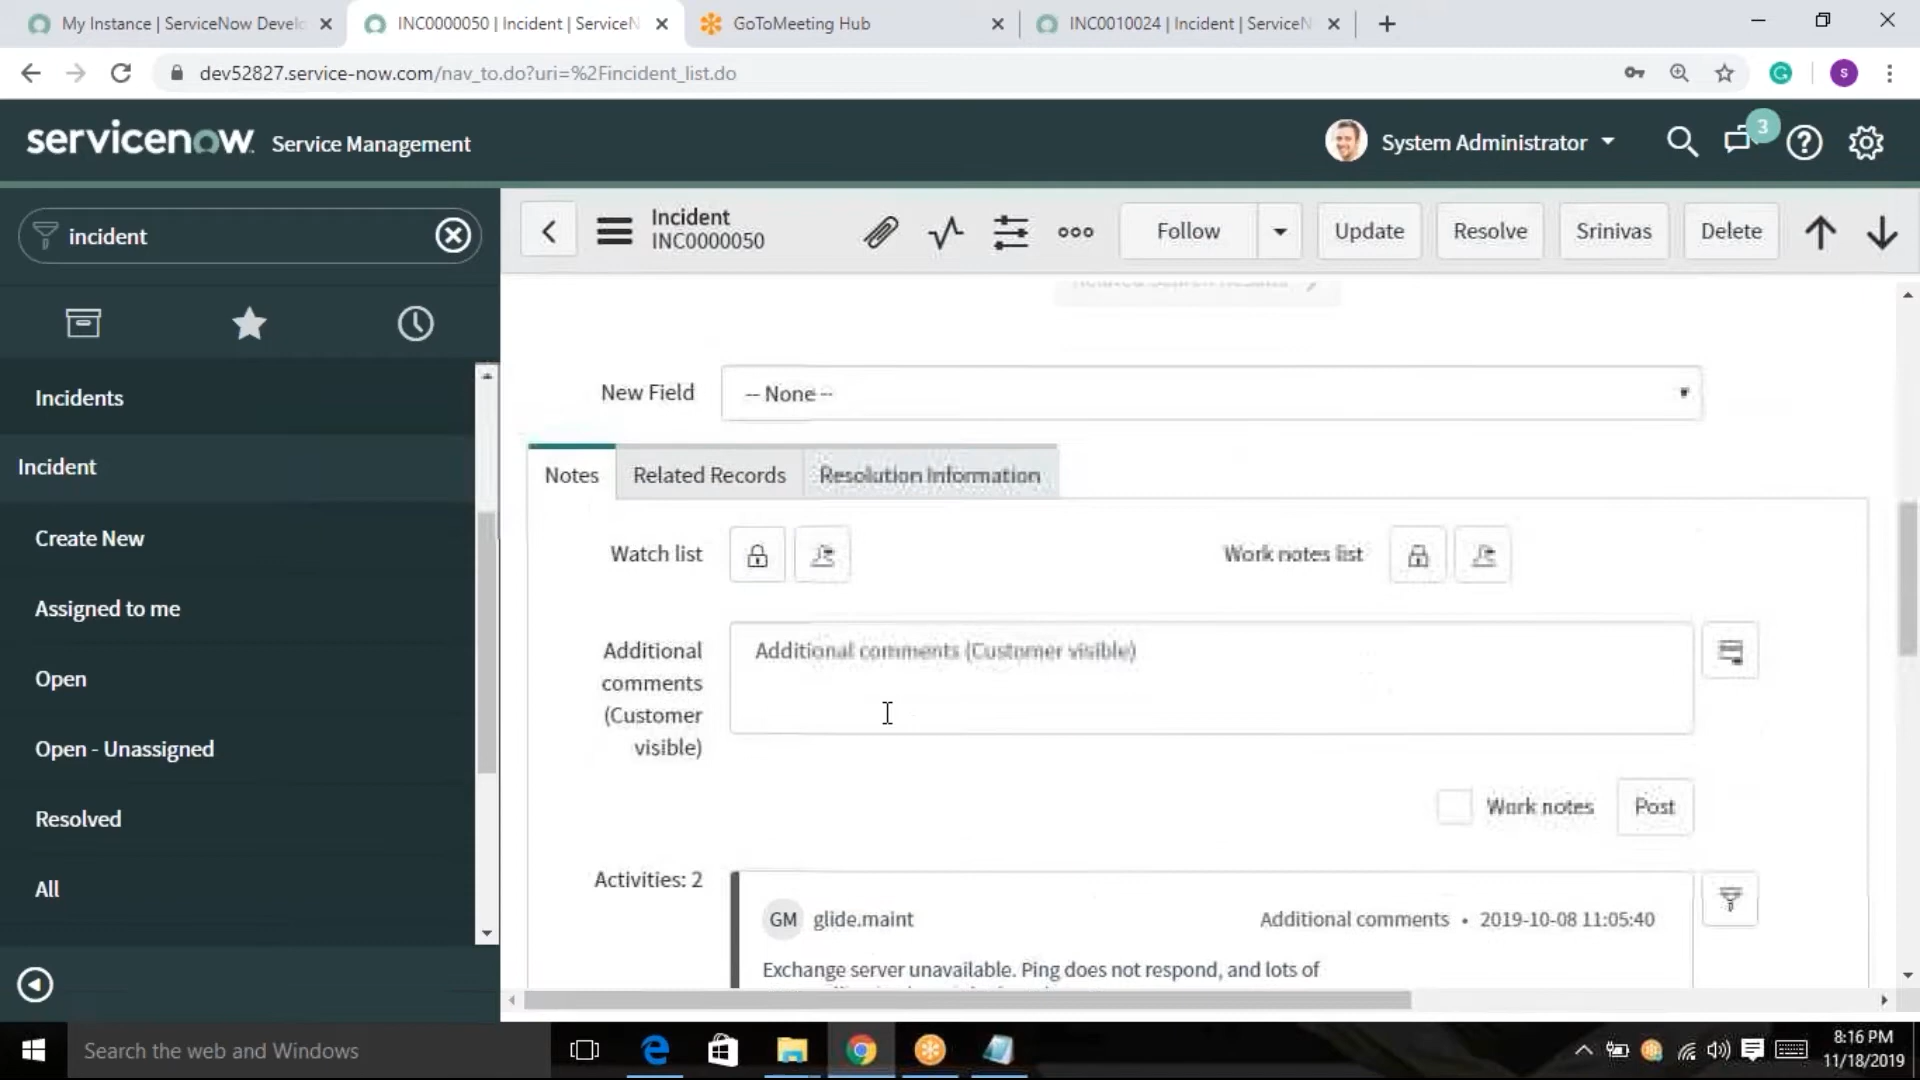 My Instance | ServiceNow Develo
INC0000050 | Incident | ServiceN
GoToMeeting Hub
INC0010024 | Incident | ServiceN
dev52827.service-now.com/nav_to.do?uri=%2Fincident_list.do
S
servicenow Service Management
System Administrator
3
incident
Incident
INC0000050
Follow
Update
Resolve
Srinivas
Delete
Incidents
Incident
Create New
Assigned to me
Open
Open - Unassigned
Resolved
All
Related Search Results
New Field
-- None --
Notes
Related Records
Resolution Information
Watch list
Work notes list
Additional comments (Customer visible)
Additional
comments
(Customer
visible)
Work notes
Post
Activities: 2
GM glide.maint
Additional comments • 2019-10-08 11:05:40
Exchange server unavailable. Ping does not respond, and lots of
Search the web and Windows
8:16 PM
11/18/2019